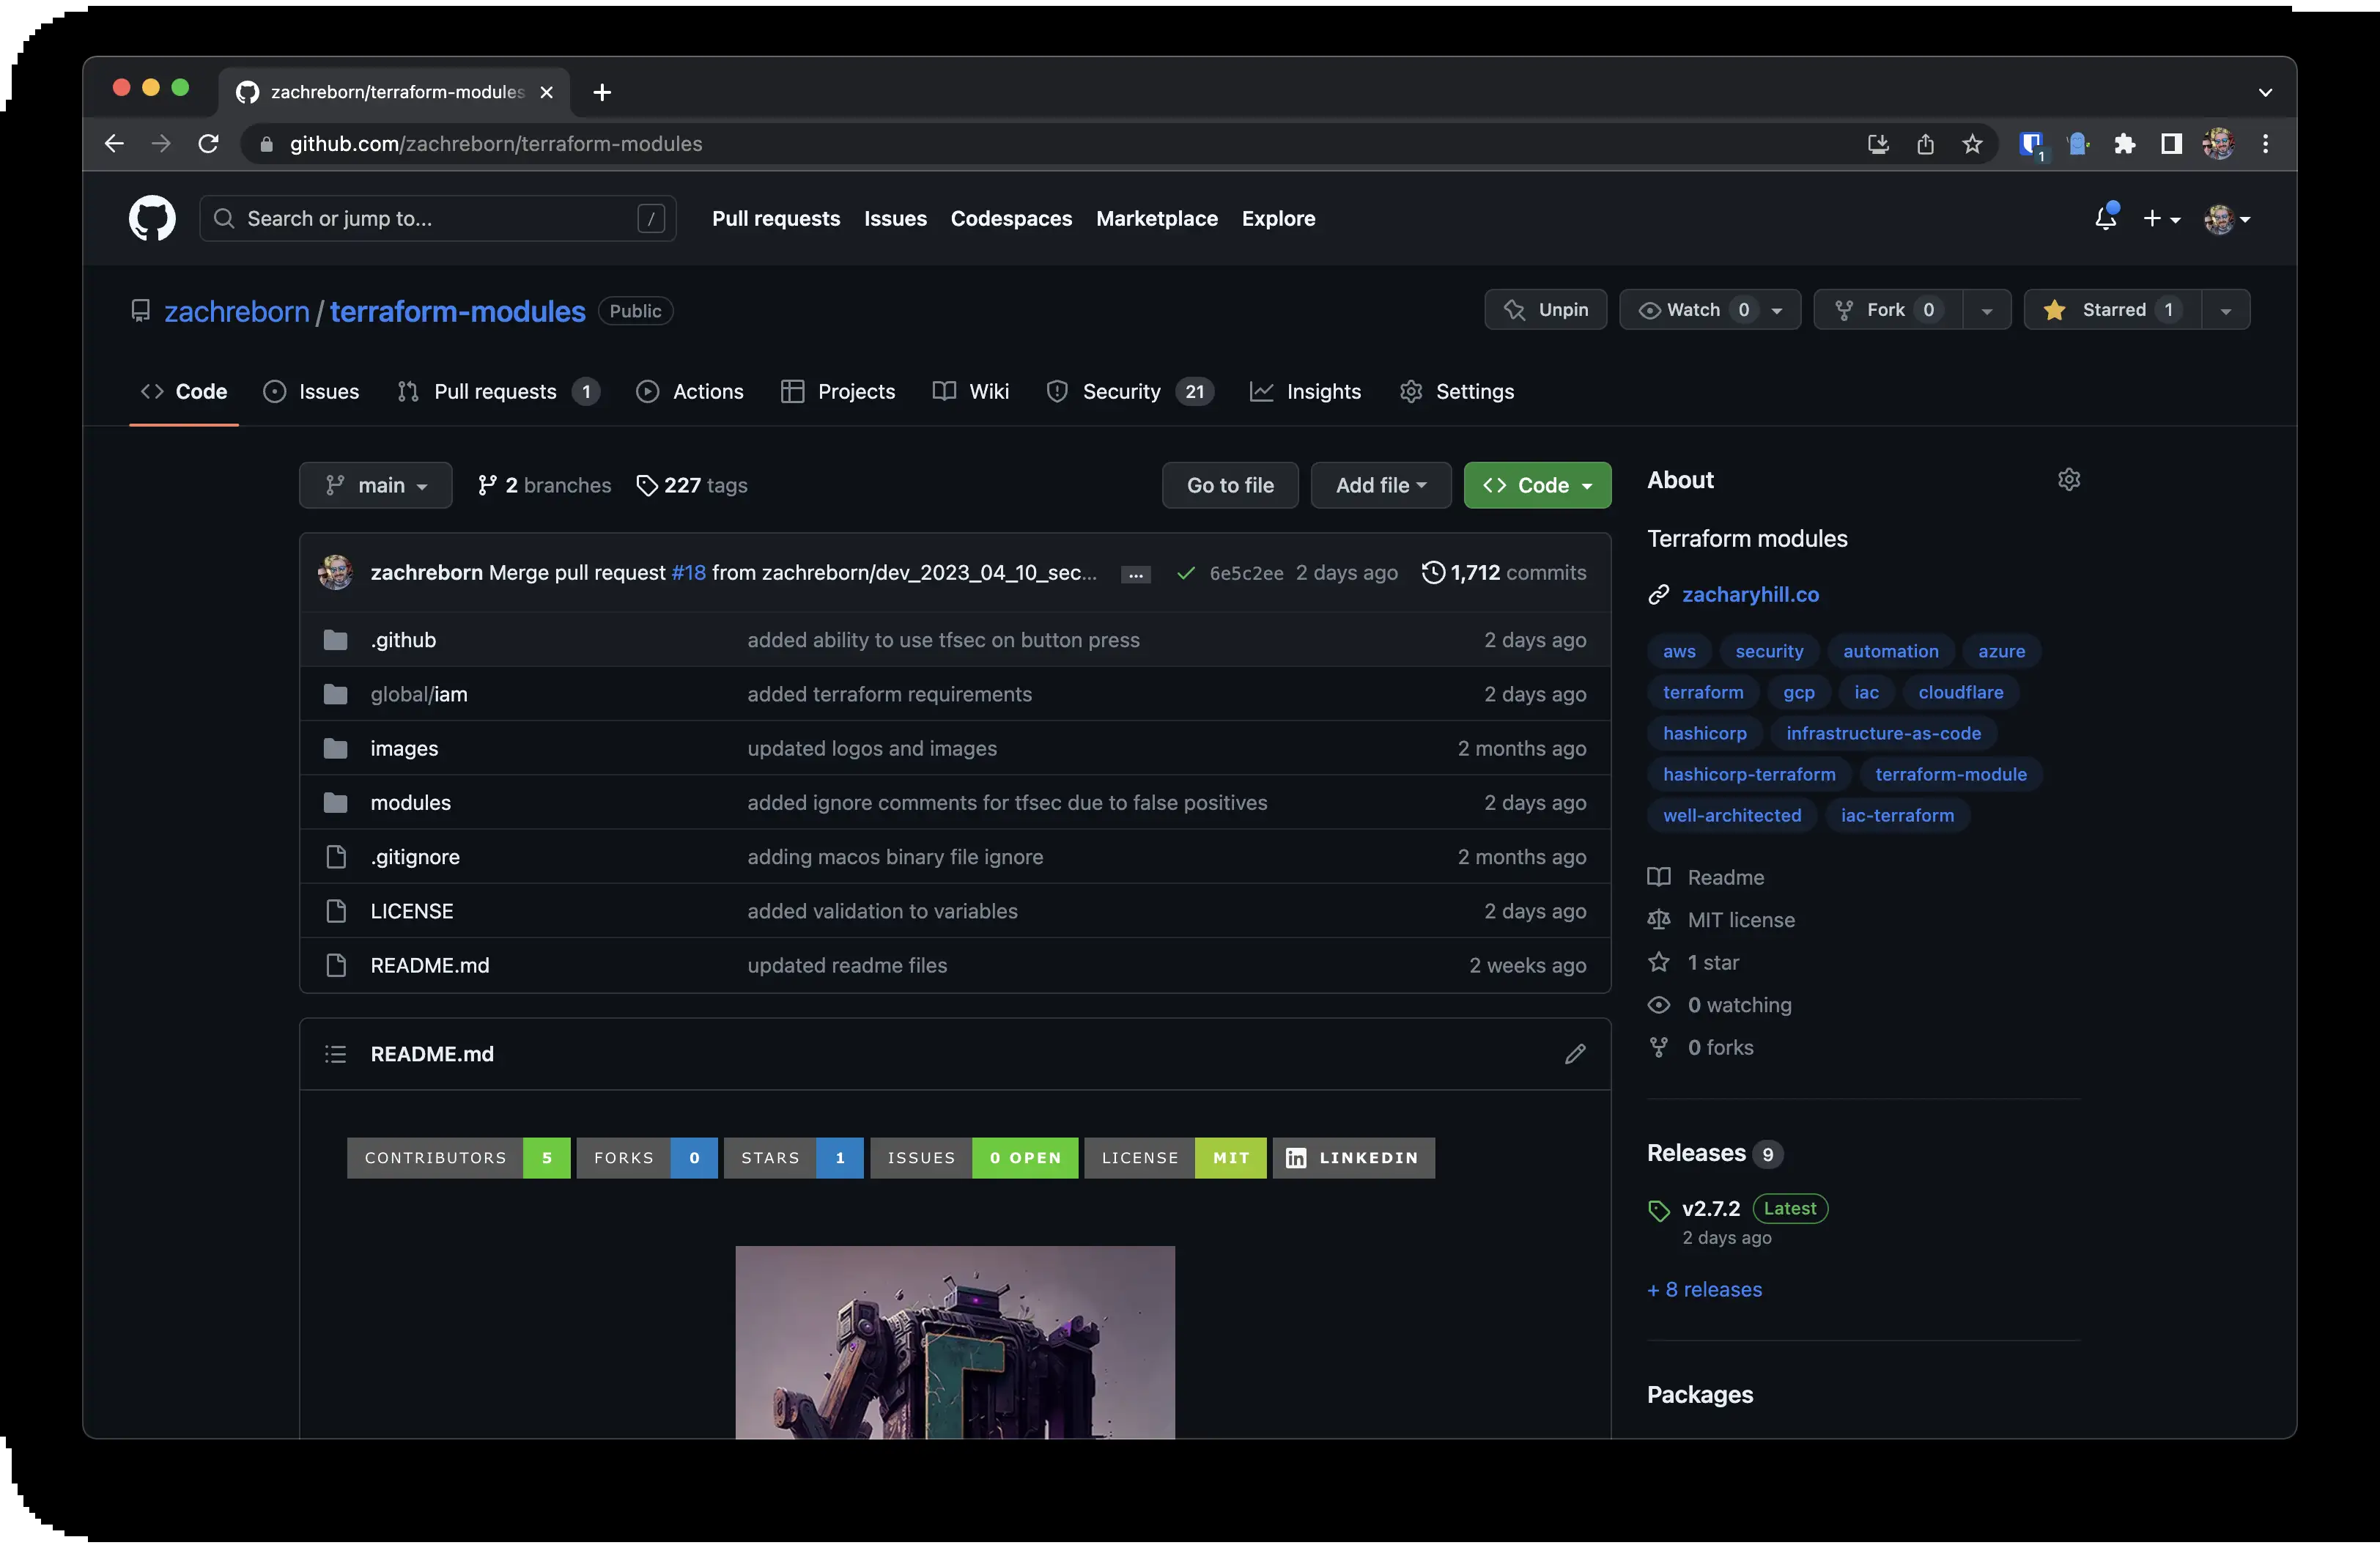 zachreborn/terraform-modules
github.com/zachreborn/terraform-modules
1
Search or jump to... /
Pull requests Issues Codespaces Marketplace Explore
zachreborn / terraform-modules Public
Unpin Watch 0 Fork 0 Starred 1
Code Issues Pull requests 1 Actions Projects Wiki Security 21 Insights Settings
main 2 branches 227 tags Go to file Add file Code
zachreborn Merge pull request #18 from zachreborn/dev_2023_04_10_sec... ... 6e5c2ee 2 days ago 1,712 commits
.github added ability to use tfsec on button press 2 days ago
global/iam added terraform requirements 2 days ago
images updated logos and images 2 months ago
modules added ignore comments for tfsec due to false positives 2 days ago
.gitignore adding macos binary file ignore 2 months ago
LICENSE added validation to variables 2 days ago
README.md updated readme files 2 weeks ago
README.md
CONTRIBUTORS 5 FORKS 0 STARS 1 ISSUES 0 OPEN LICENSE MIT in LINKEDIN
About
Terraform modules
zacharyhill.co
aws security automation azure
terraform gcp iac cloudflare
hashicorp infrastructure-as-code
hashicorp-terraform terraform-module
well-architected iac-terraform
Readme
MIT license
1 star
0 watching
0 forks
Releases 9
v2.7.2 Latest
2 days ago
+ 8 releases
Packages